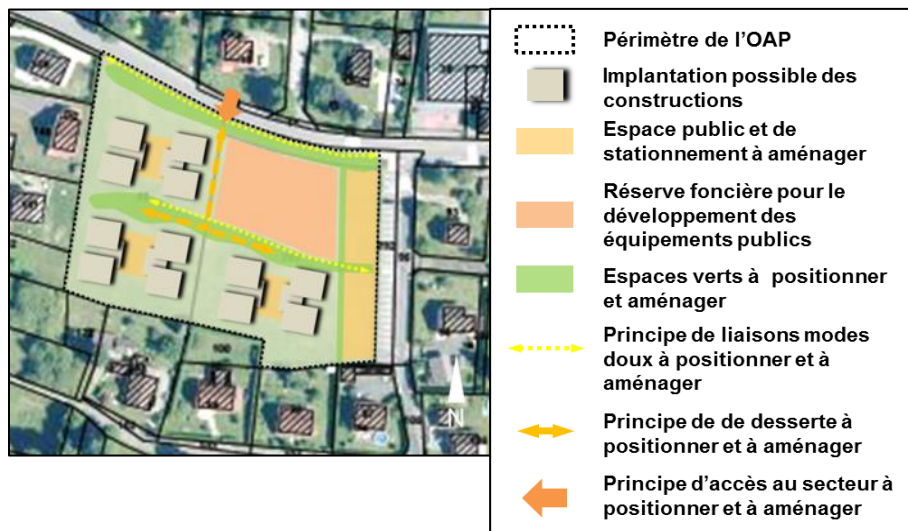 Périmètre de l'OAP
Implantation possible des
constructions
Espace public et de
stationnement à aménager
Réserve foncière pour le
développement des
équipements publics
Espaces verts à positionner
et aménager
Principe de liaisons modes
doux à positionner et à
aménager
Principe de de desserte à
positionner et à aménager
Principe d'accès au secteur à
positionner et à aménager
N